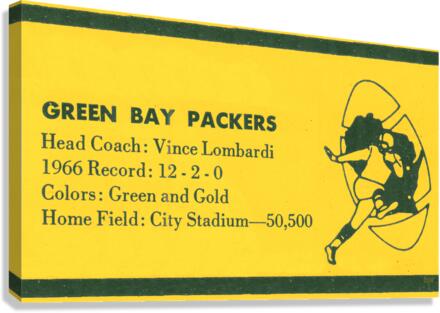 GREEN BAY PACKERS
Head Coach: Vince Lombardi
1966 Record: 12 - 2 - 0
Colors: Green and Gold
Home Field: City Stadium—50,500